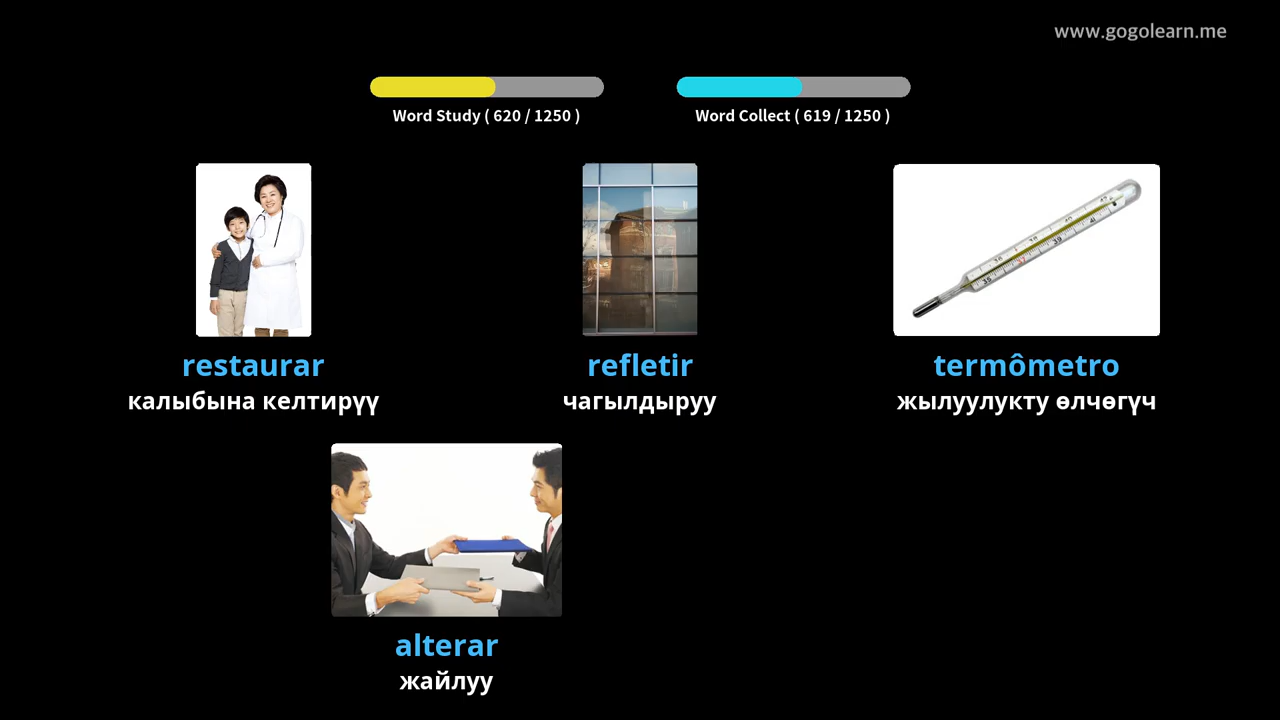 www.gogolearn.me
Word Study ( 620 / 1250 )
Word Collect ( 619 / 1250 )
restaurar
калыбына келтирүү
refletir
чагылдыруу
termômetro
жылуулукту өлчөгүч
alterar
жайлуу